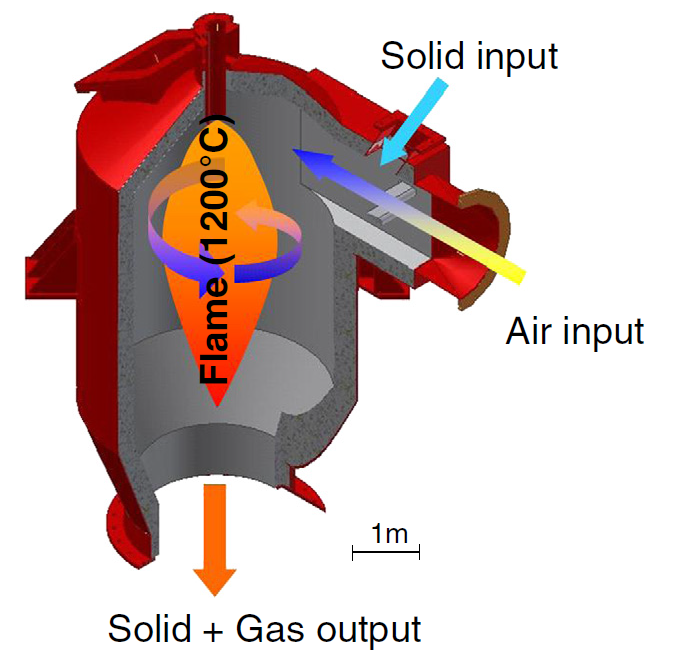 Solid input
Flame (1200°C)
Air input
1m
Solid + Gas output